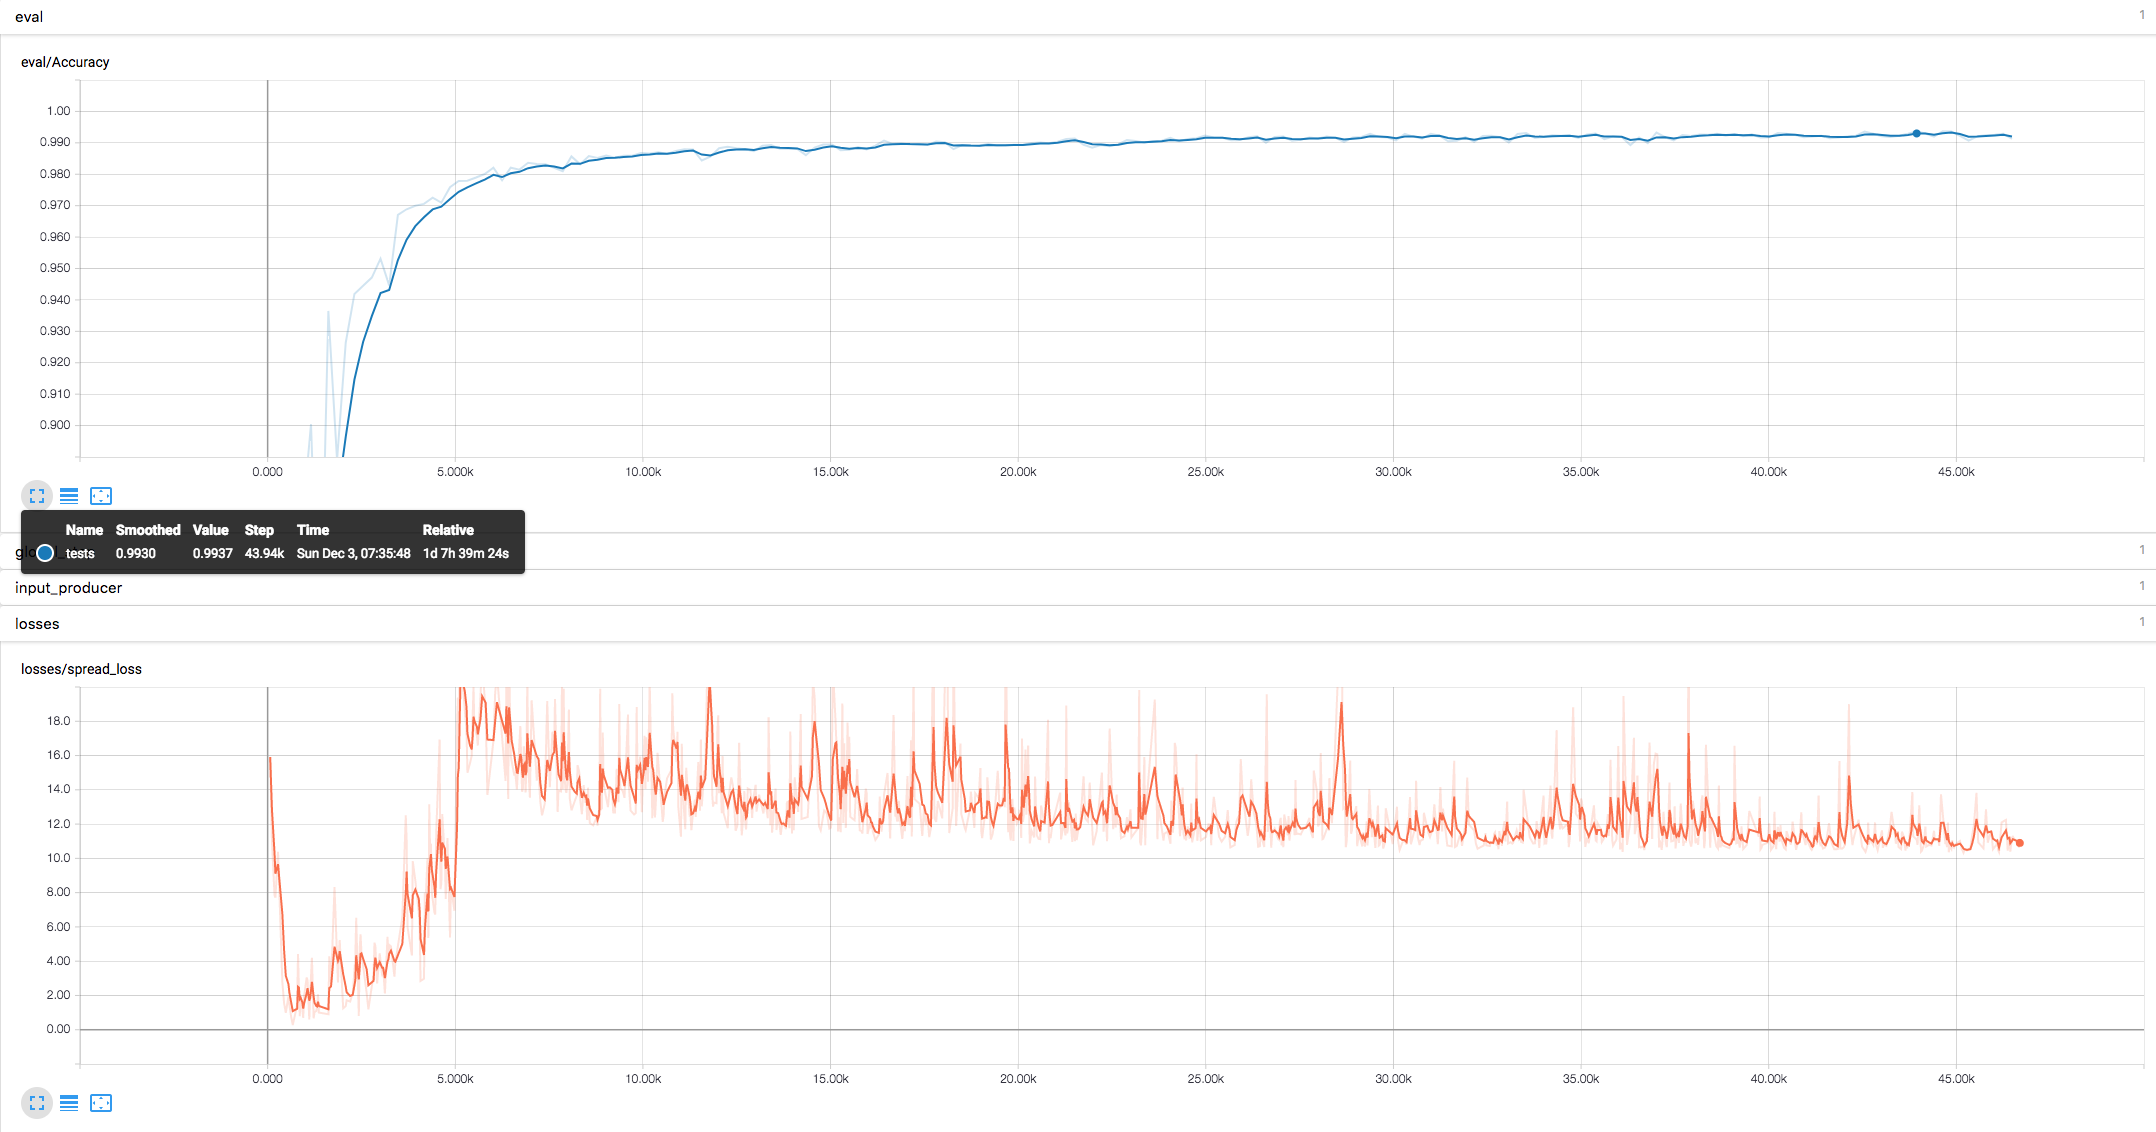 eval 1
eval/Accuracy
1.00
0.990
0.980
0.970
0.960
0.950
0.940
0.930
0.920
0.910
0.900
0.000 5.000k 10.00k 15.00k 20.00k 25.00k 30.00k 35.00k 40.00k 45.00k
Name Smoothed Value Step Time Relative
tests 0.9930 0.9937 43.94k Sun Dec 3, 07:35:48 1d 7h 39m 24s
1
input_producer 1
losses 1
losses/spread_loss
18.0
16.0
14.0
12.0
10.0
8.00
6.00
4.00
2.00
0.00
0.000 5.000k 10.00k 15.00k 20.00k 25.00k 30.00k 35.00k 40.00k 45.00k